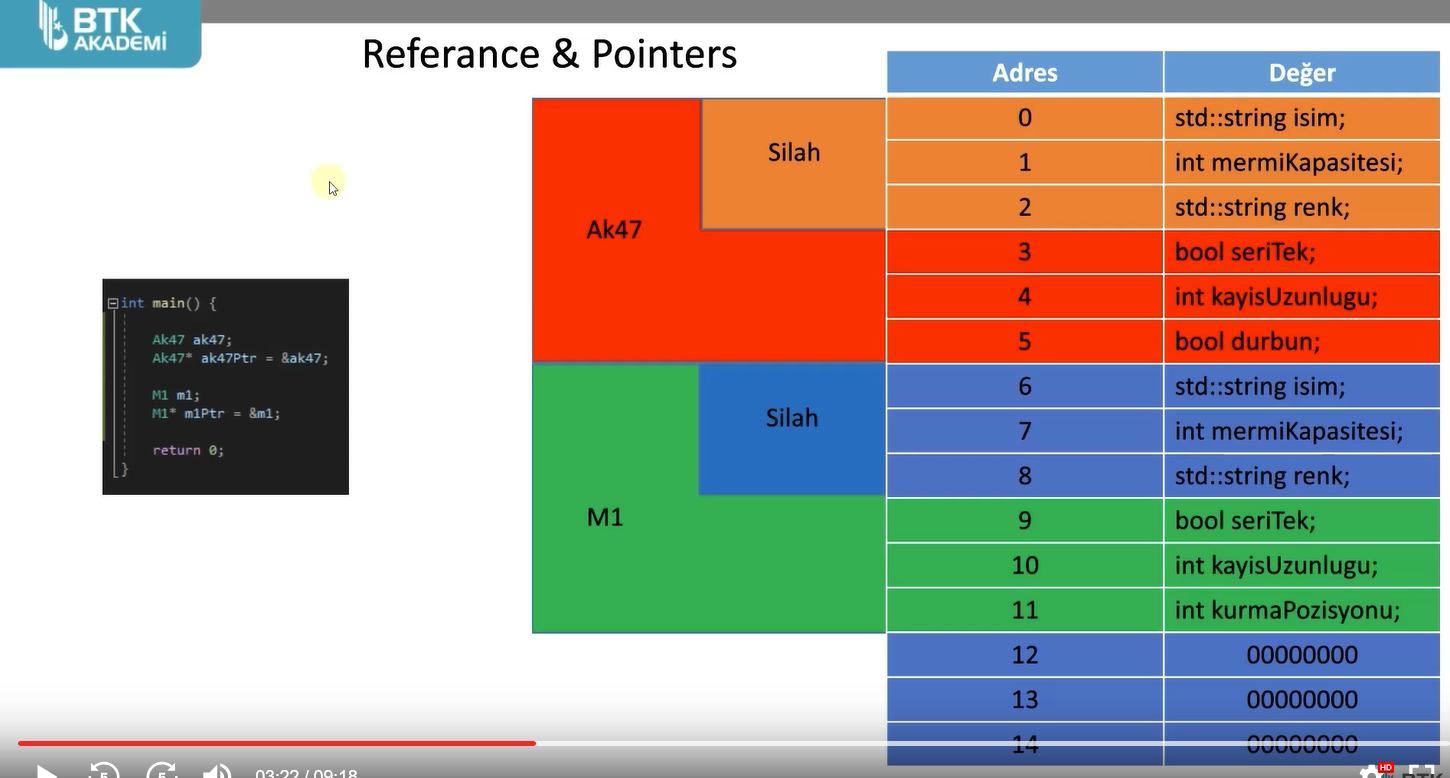 BTK
AKADEMİ
Referance & Pointers
int main() {
Ak47 ak47;
Ak47* ak47Ptr = &ak47;
M1 m1;
M1* m1Ptr = &m1;
return 0;
}
Ak47
Silah
M1
Silah
Adres Değer
0 std::string isim;
1 int mermiKapasitesi;
2 std::string renk;
3 bool seriTek;
4 int kayisUzunlugu;
5 bool durbun;
6 std::string isim;
7 int mermiKapasitesi;
8 std::string renk;
9 bool seriTek;
10 int kayisUzunlugu;
11 int kurmaPozisyonu;
12 00000000
13 00000000
14 00000000
5 5 03:22 / 09:18 HD
BTK